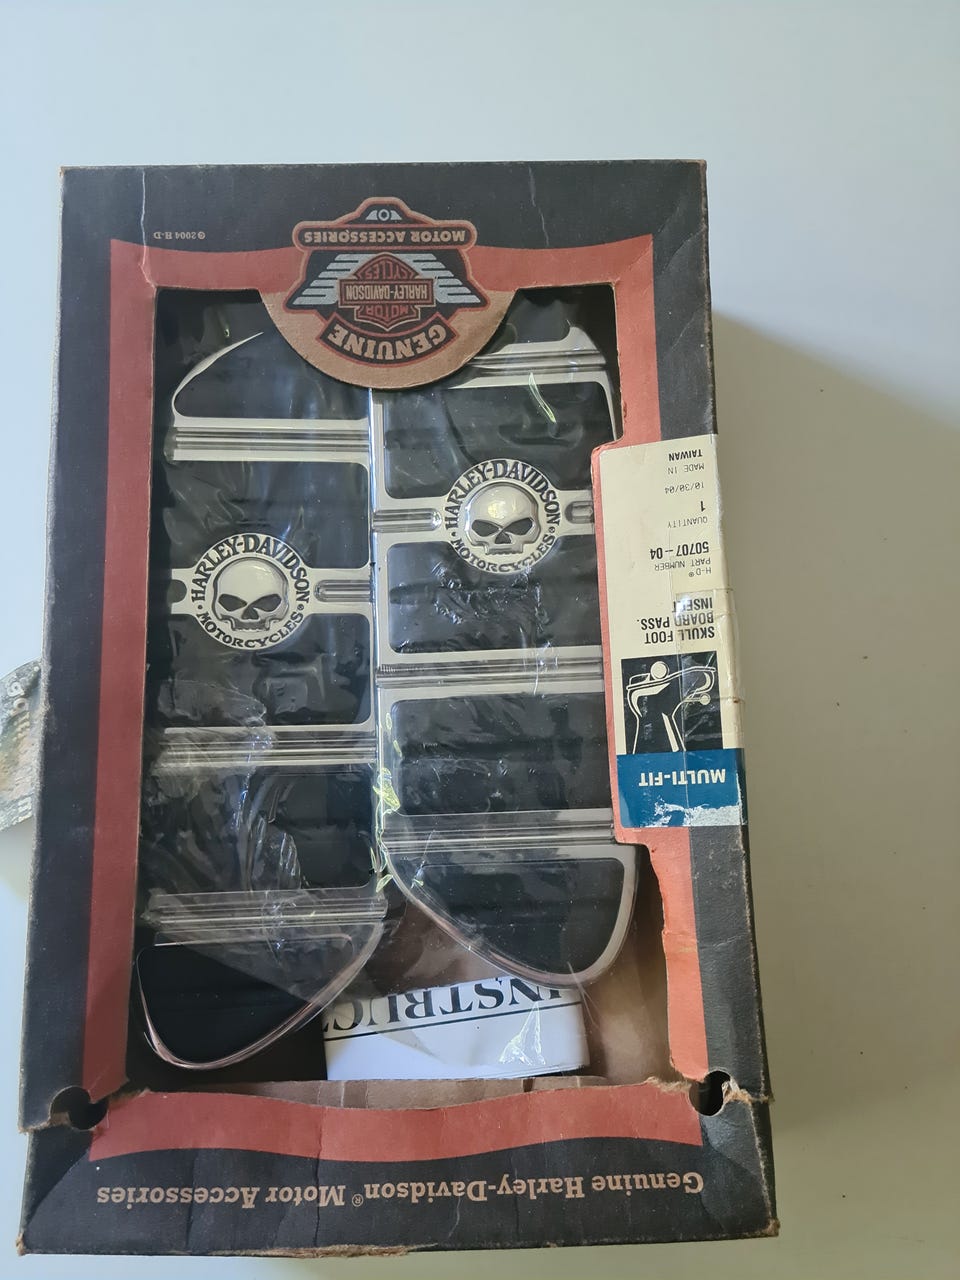 Genuine Harley-Davidson® Motor Accessories
INSTRUC
MULTI-FIT
SKULL FOOT
BOARD PASS.
INSERT
H-D®
PART NUMBER
50707-04
QUANTITY
1
10/30/04
MADE IN
TAIWAN
HARLEY-DAVIDSON
MOTORCYCLES
HARLEY-DAVIDSON
MOTORCYCLES
GENUINE
MOTOR
HARLEY-DAVIDSON
CYCLES
MOTOR ACCESSORIES
© 2004 H-D